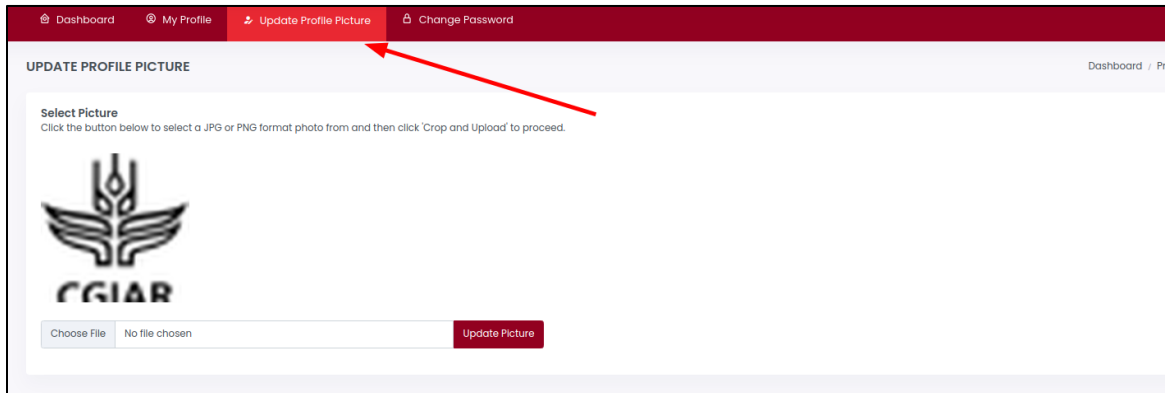 Dashboard My Profile Update Profile Picture Change Password
UPDATE PROFILE PICTURE Dashboard / Pr
Select Picture
Click the button below to select a JPG or PNG format photo from and then click 'Crop and Upload' to proceed.
CGIAR
Choose File No file chosen Update Picture